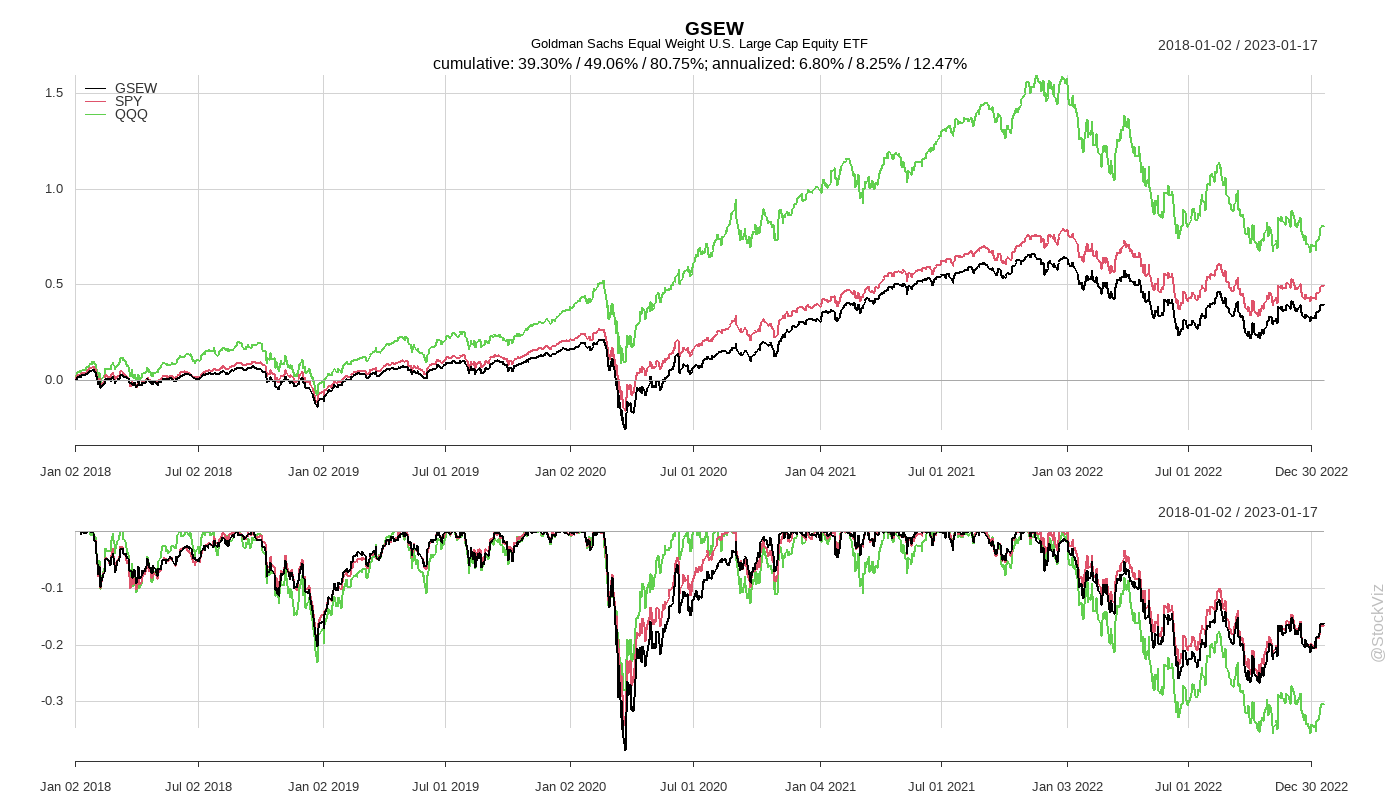 GSEW
Goldman Sachs Equal Weight U.S. Large Cap Equity ETF
2018-01-02 / 2023-01-17
cumulative: 39.30% / 49.06% / 80.75%; annualized: 6.80% / 8.25% / 12.47%
GSEW
SPY
QQQ
1.5
1.0
0.5
0.0
Jan 02 2018 Jul 02 2018 Jan 02 2019 Jul 01 2019 Jan 02 2020 Jul 01 2020 Jan 04 2021 Jul 01 2021 Jan 03 2022 Jul 01 2022 Dec 30 2022
2018-01-02 / 2023-01-17
-0.1
-0.2
-0.3
Jan 02 2018 Jul 02 2018 Jan 02 2019 Jul 01 2019 Jan 02 2020 Jul 01 2020 Jan 04 2021 Jul 01 2021 Jan 03 2022 Jul 01 2022 Dec 30 2022
@StockViz